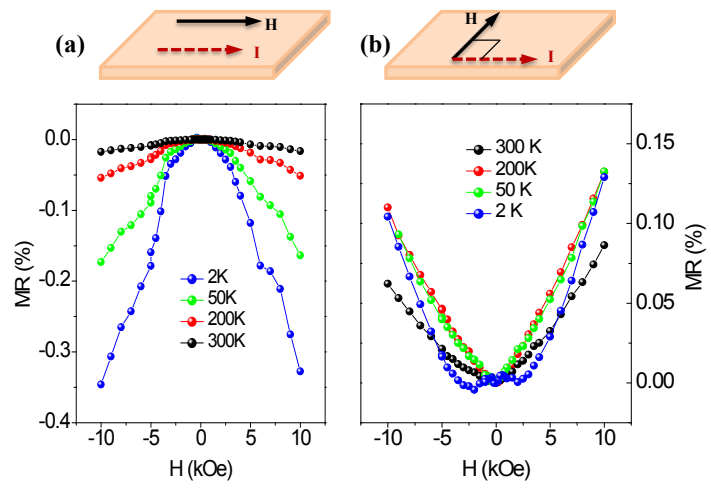 (a)
H
I
(b)
H
I
MR (%)
0.0
-0.1
-0.2
-0.3
-0.4
2K
50K
200K
300K
-10
-5
0
5
10
H (kOe)
300 K
200K
50 K
2 K
-10
-5
0
5
10
H (kOe)
0.15
0.10
0.05
0.00
MR (%)